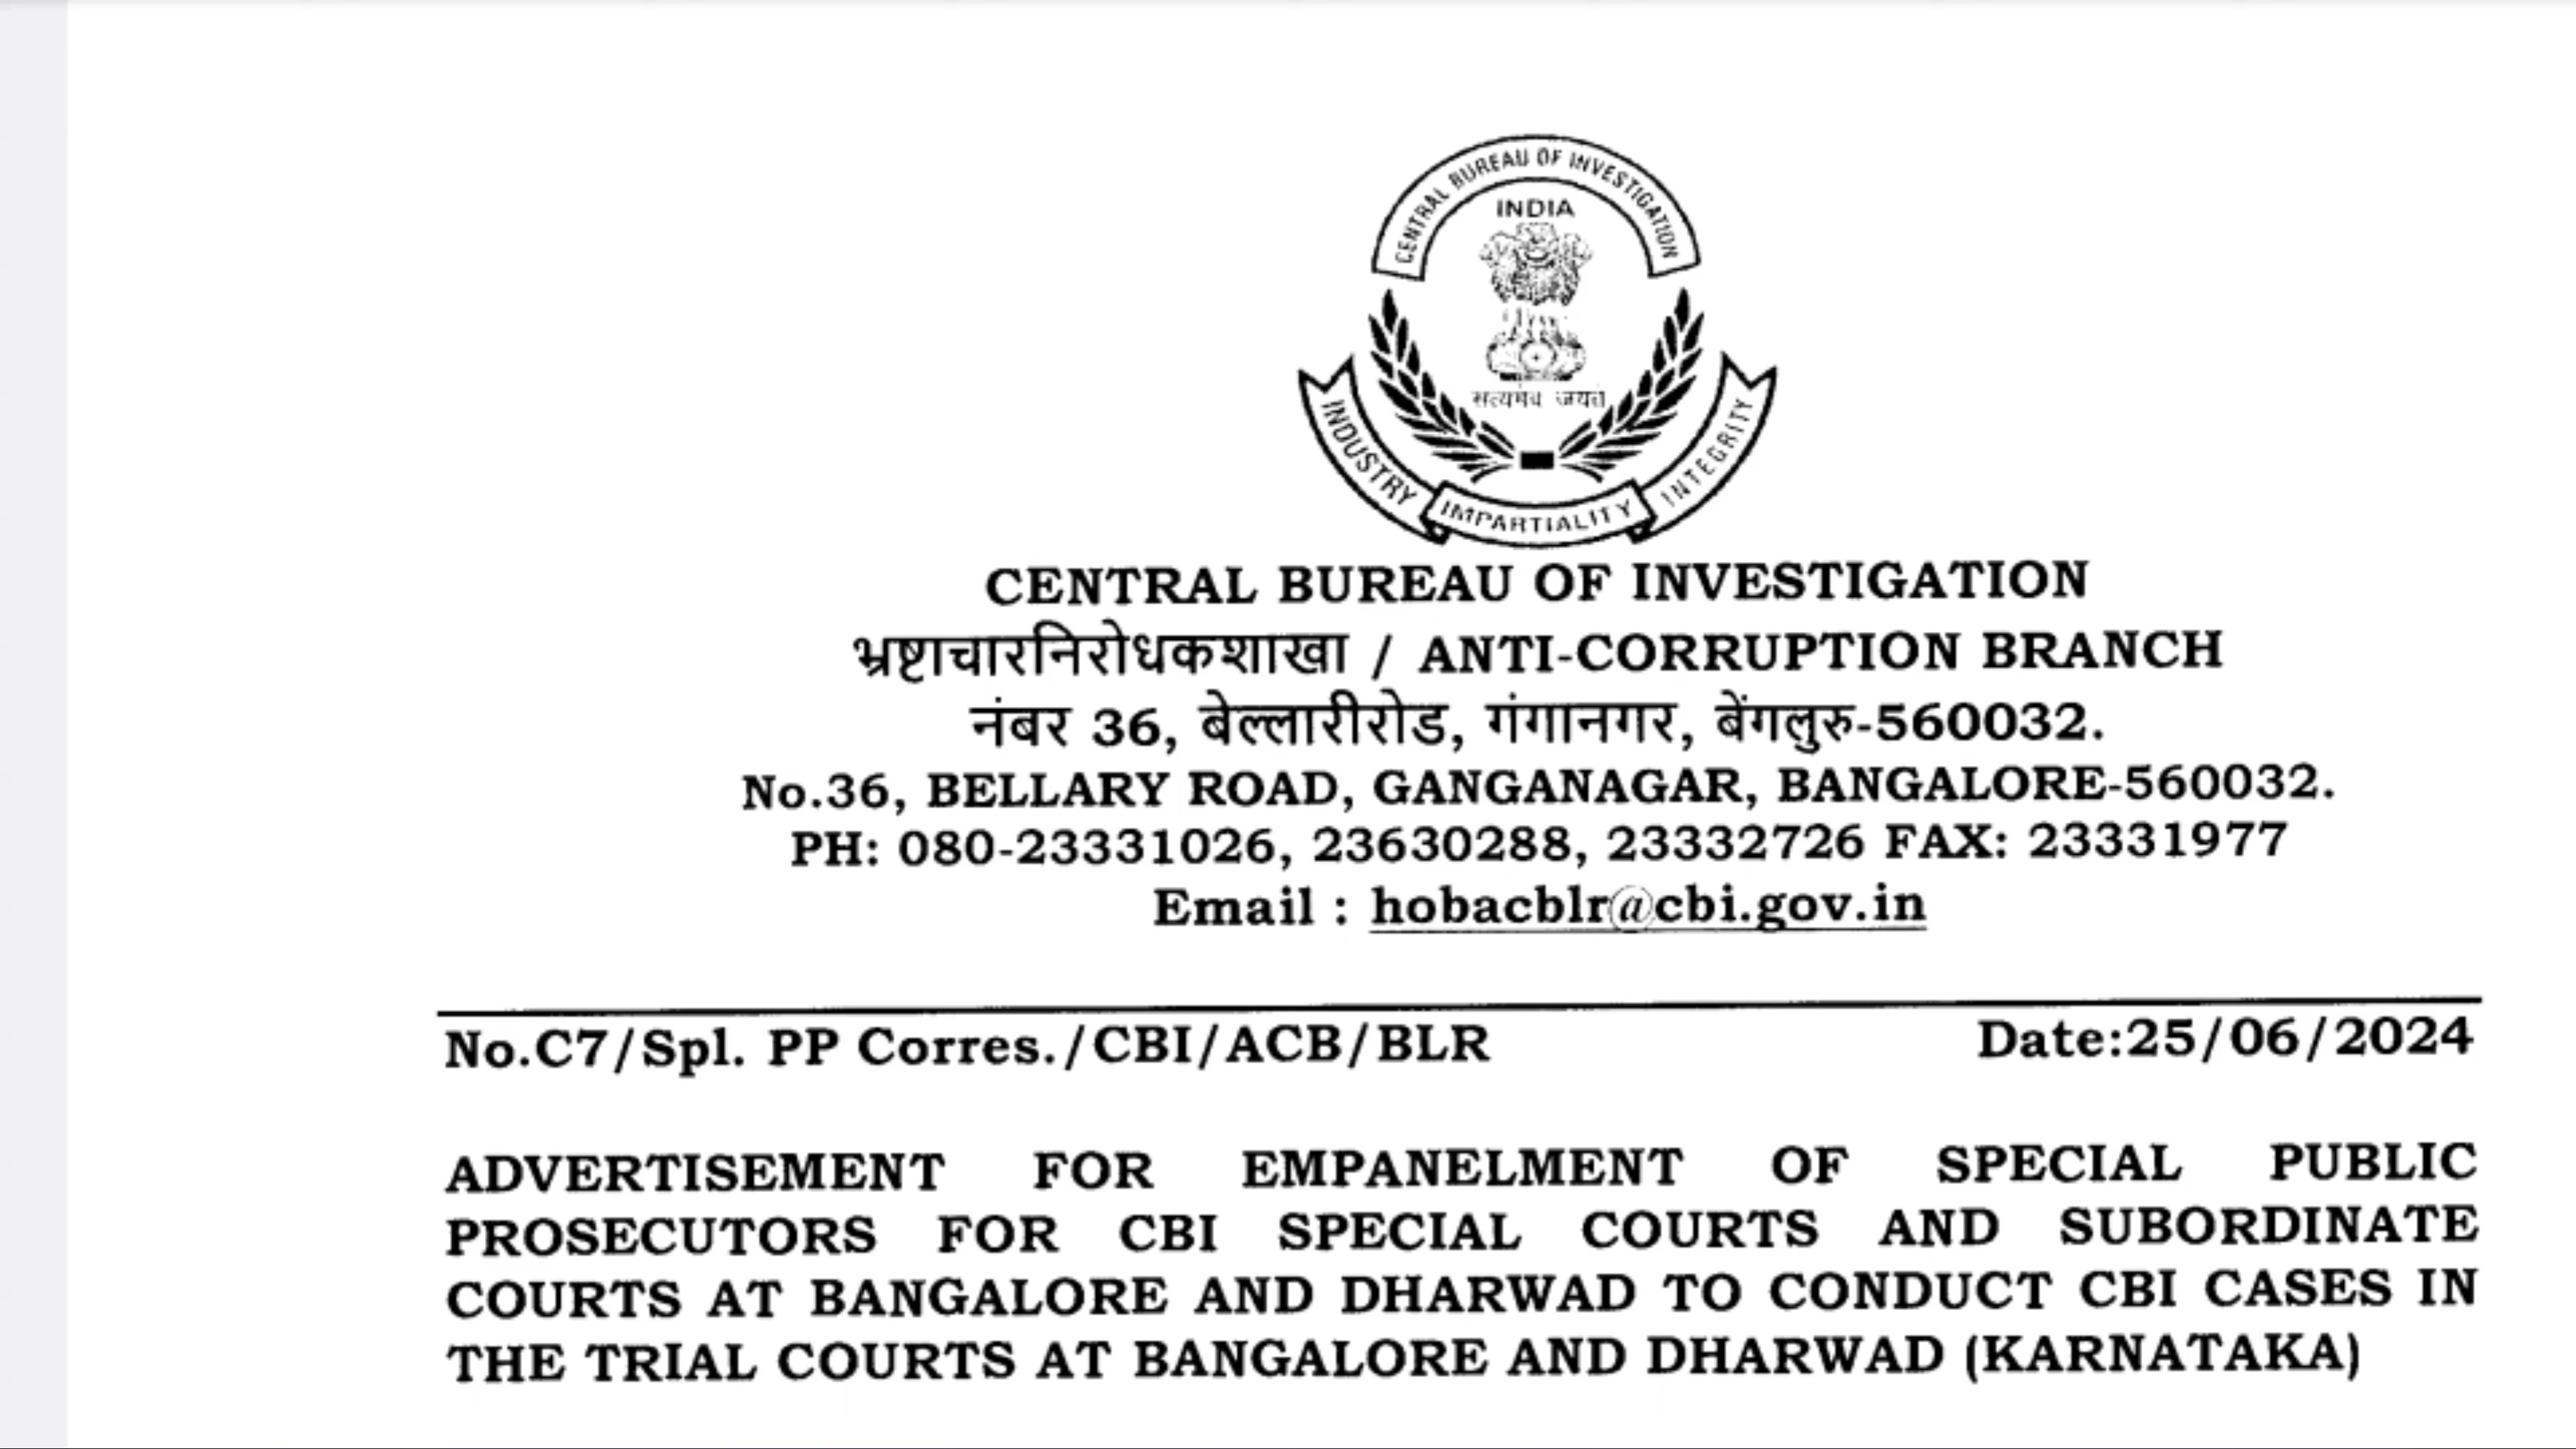 CENTRAL BUREAU OF INVESTIGATION
INDIA
सत्यमेव जयते
INDUSTRY
IMPARTIALITY
INTEGRITY
CENTRAL BUREAU OF INVESTIGATION
भ्रष्टाचारनिरोधकशाखा / ANTI-CORRUPTION BRANCH
नंबर 36, बेल्लारीरोड, गंगानगर, बेंगलुरु-560032.
No.36, BELLARY ROAD, GANGANAGAR, BANGALORE-560032.
PH: 080-23331026, 23630288, 23332726 FAX: 23331977
Email : hobacblr@cbi.gov.in
No.C7/Spl. PP Corres./CBI/ACB/BLR Date:25/06/2024
ADVERTISEMENT FOR EMPANELMENT OF SPECIAL PUBLIC
PROSECUTORS FOR CBI SPECIAL COURTS AND SUBORDINATE
COURTS AT BANGALORE AND DHARWAD TO CONDUCT CBI CASES IN
THE TRIAL COURTS AT BANGALORE AND DHARWAD (KARNATAKA)